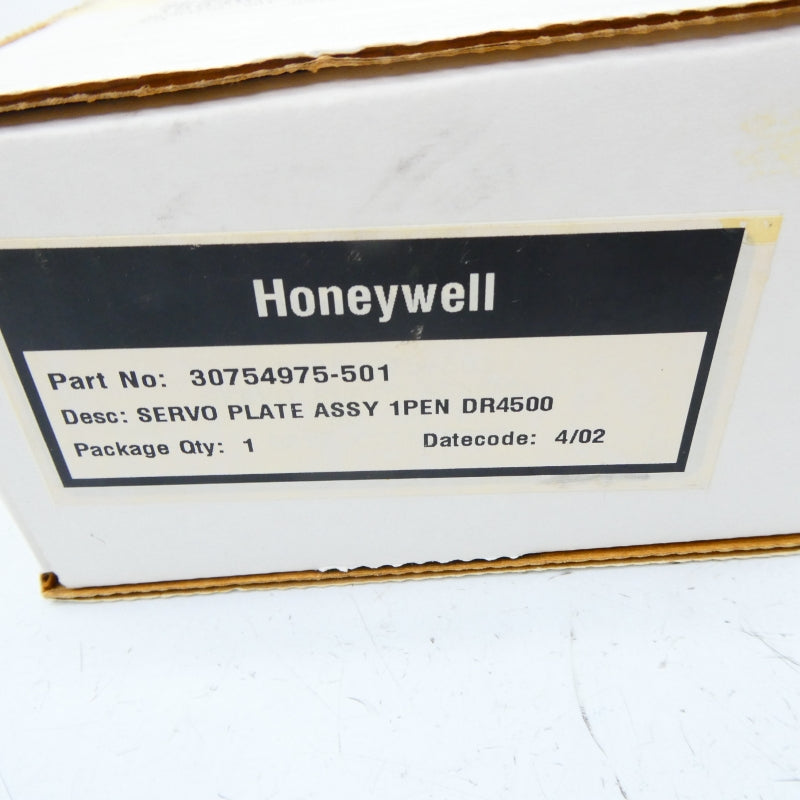 Honeywell
Part No: 30754975-501
Desc: SERVO PLATE ASSY 1PEN DR4500
Package Qty: 1 Datecode: 4/02